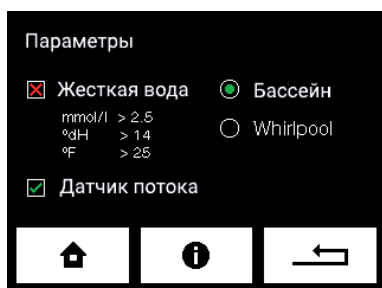 Параметры
Жесткая вода
mmol/l > 2.5
°dH > 14
°F > 25
Датчик потока
Бассейн
Whirlpool